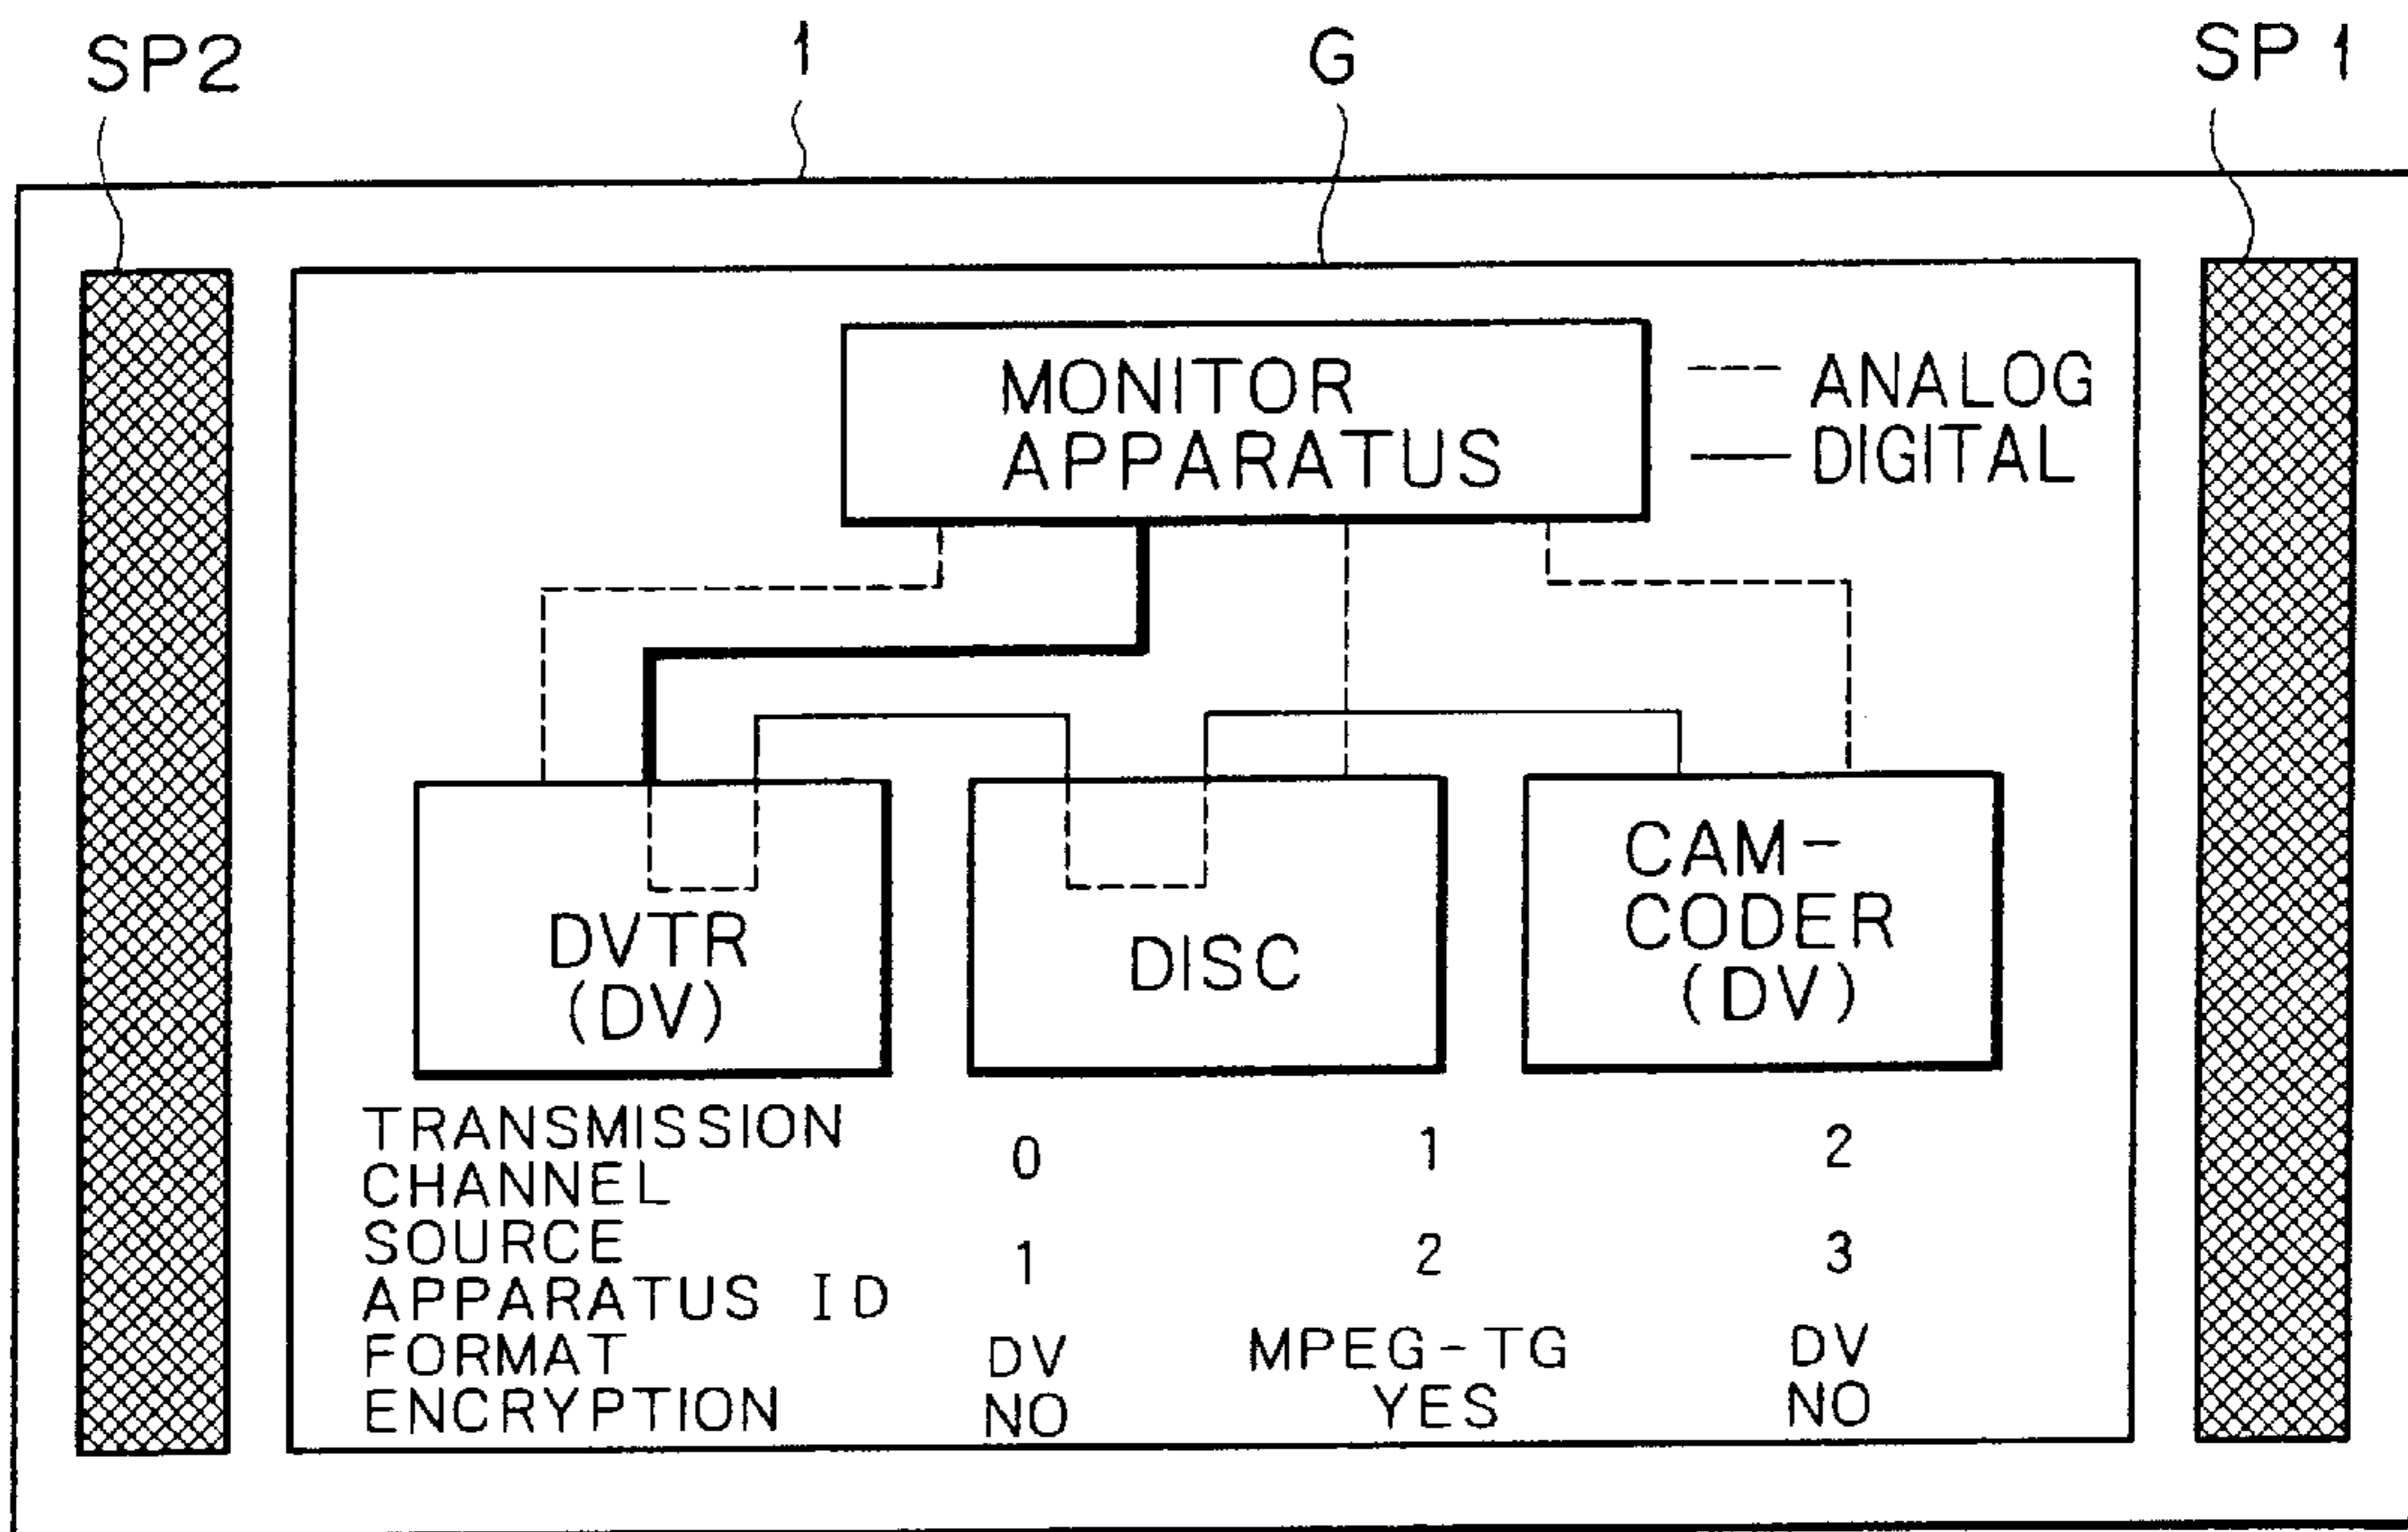 SP2 1 G SP1
MONITOR
APPARATUS
ANALOG
DIGITAL
DVTR
(DV)
DISC
CAM-
CODER
(DV)
TRANSMISSION
CHANNEL 0 1 2
SOURCE
APPARATUS ID 1 2 3
FORMAT DV MPEG-TG DV
ENCRYPTION NO YES NO